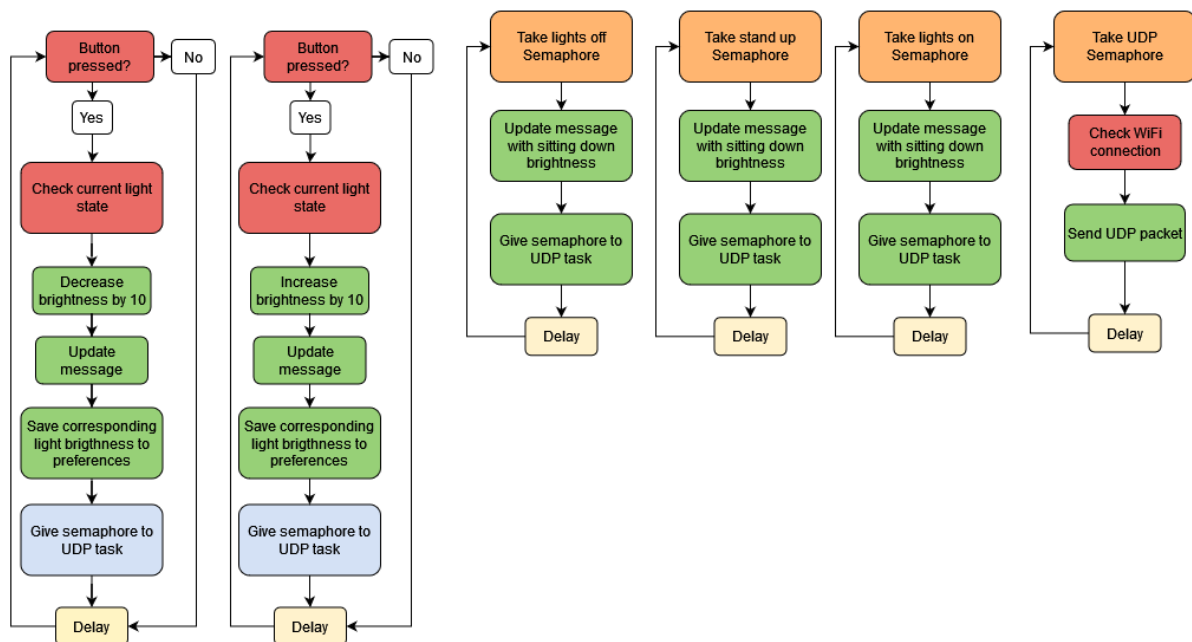 Button
pressed?
No
Yes
Check current light
state
Decrease
brightness by 10
Update
message
Save corresponding
light brigthness to
preferences
Give semaphore to
UDP task
Delay
Button
pressed?
No
Yes
Check current light
state
Increase
brightness by 10
Update
message
Save corresponding
light brigthness to
preferences
Give semaphore to
UDP task
Delay
Take lights off
Semaphore
Update message
with sitting down
brightness
Give semaphore to
UDP task
Delay
Take stand up
Semaphore
Update message
with sitting down
brightness
Give semaphore to
UDP task
Delay
Take lights on
Semaphore
Update message
with sitting down
brightness
Give semaphore to
UDP task
Delay
Take UDP
Semaphore
Check WiFi
connection
Send UDP packet
Delay